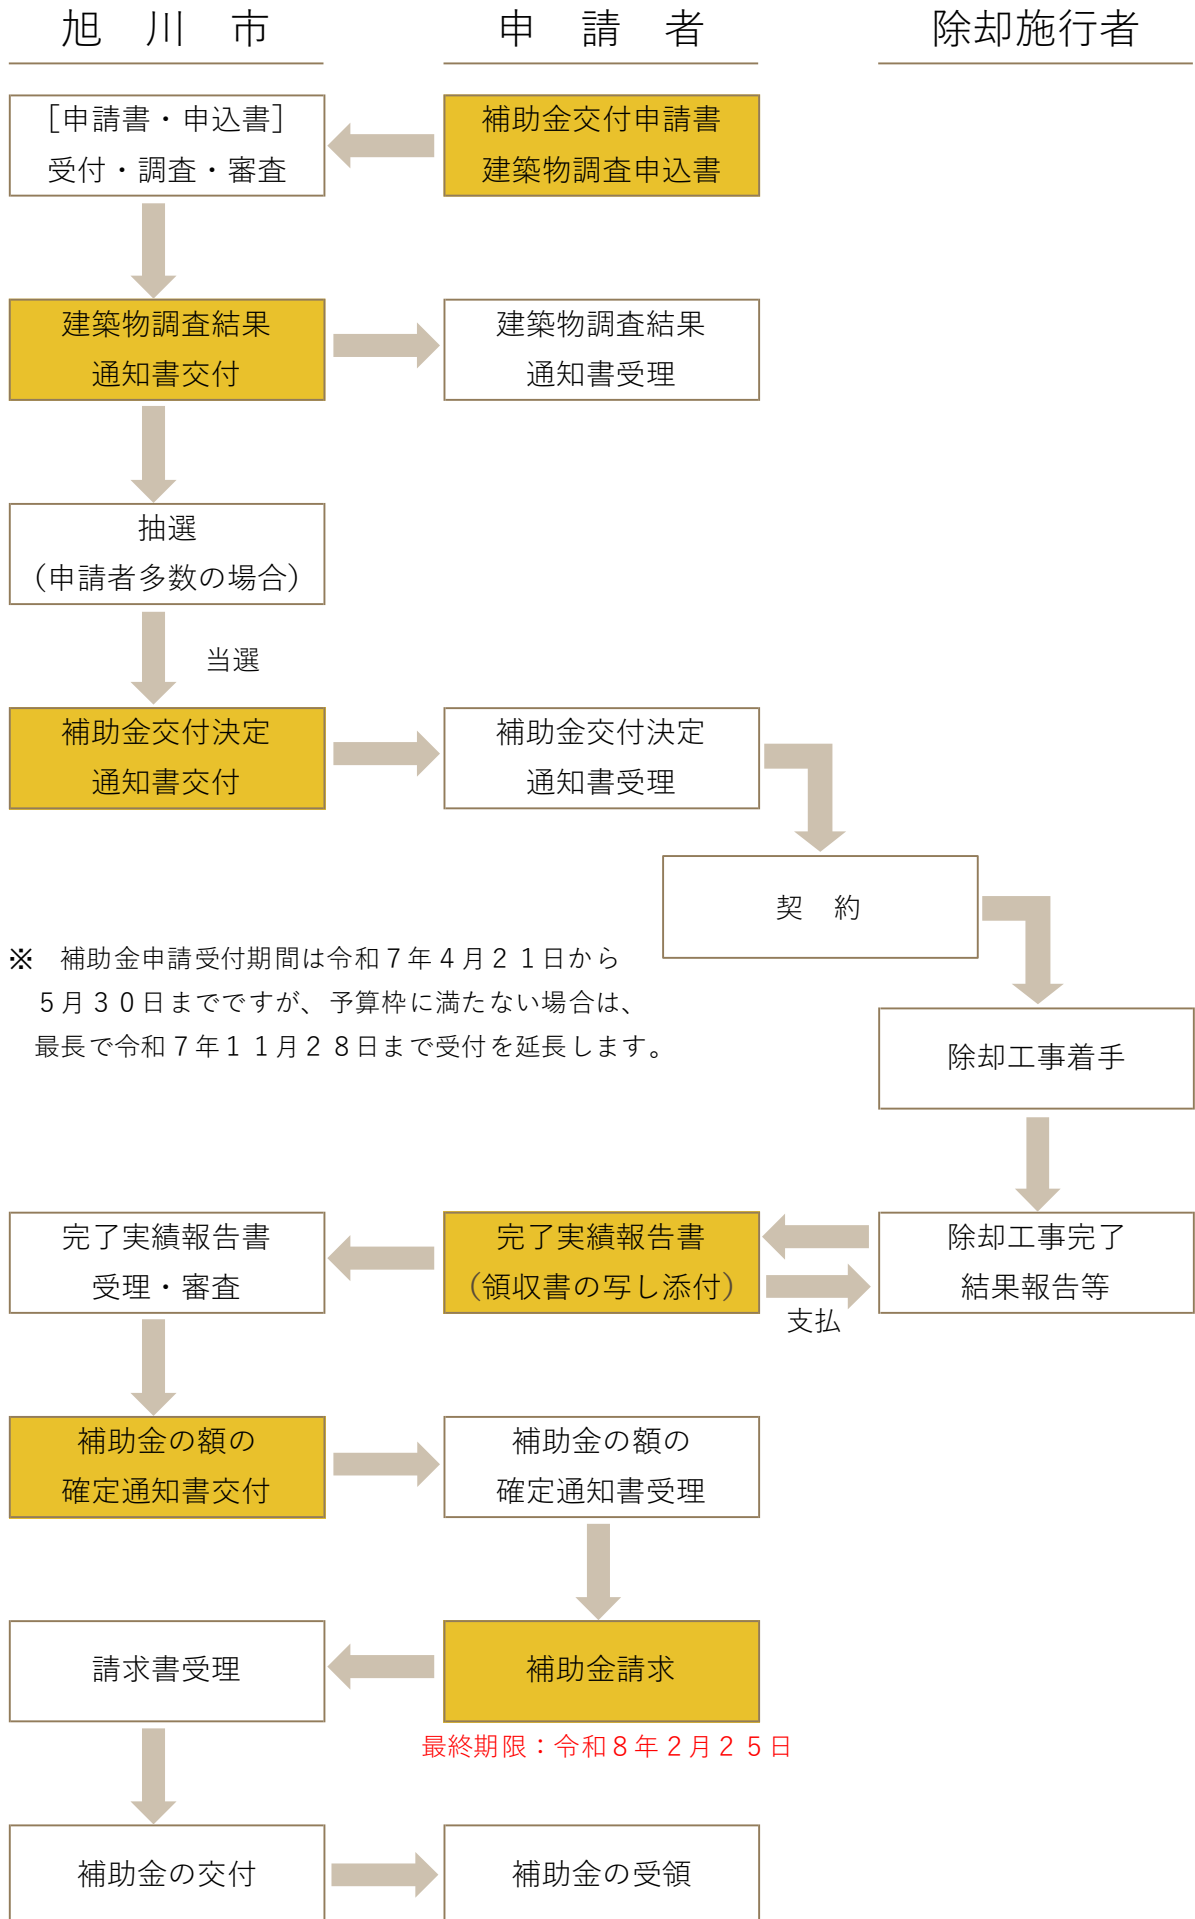 旭　川　市
申　請　者
除却施行者
［申請書・申込書］
受付・調査・審査
補助金交付申請書
建築物調査申込書
建築物調査結果
通知書交付
建築物調査結果
通知書受理
抽選
（申請者多数の場合）
当選
補助金交付決定
通知書交付
補助金交付決定
通知書受理
契　約
※　補助金申請受付期間は令和７年４月２１日から
５月３０日までですが、予算枠に満たない場合は、
最長で令和７年１１月２８日まで受付を延長します。
除却工事着手
完了実績報告書
受理・審査
完了実績報告書
（領収書の写し添付）
除却工事完了
結果報告等
支払
補助金の額の
確定通知書交付
補助金の額の
確定通知書受理
請求書受理
補助金請求
最終期限：令和８年２月２５日
補助金の交付
補助金の受領